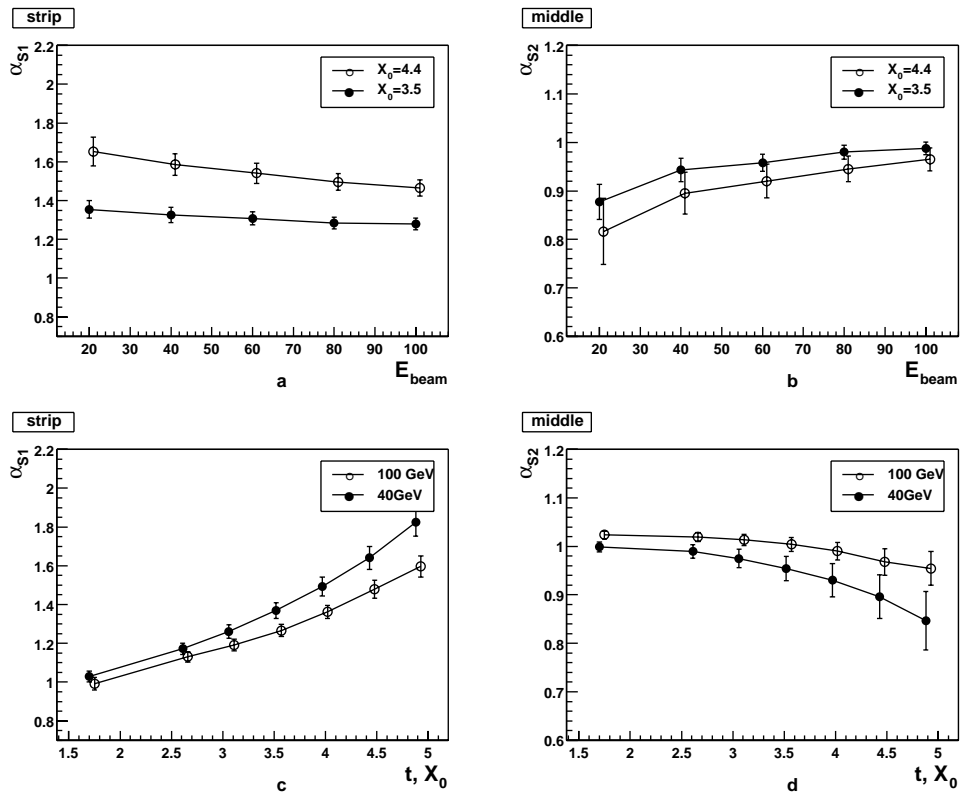 strip
α_S1
2.2
2
1.8
1.6
1.4
1.2
1
0.8
X_0=4.4
X_0=3.5
20 30 40 50 60 70 80 90 100
E_beam
a
middle
α_S2
1.2
1.1
1
0.9
0.8
0.7
0.6
X_0=4.4
X_0=3.5
20 30 40 50 60 70 80 90 100
E_beam
b
strip
α_S1
2.2
2
1.8
1.6
1.4
1.2
1
0.8
100 GeV
40GeV
1.5 2 2.5 3 3.5 4 4.5 5
t, X_0
c
middle
α_S2
1.2
1.1
1
0.9
0.8
0.7
0.6
100 GeV
40GeV
1.5 2 2.5 3 3.5 4 4.5 5
t, X_0
d